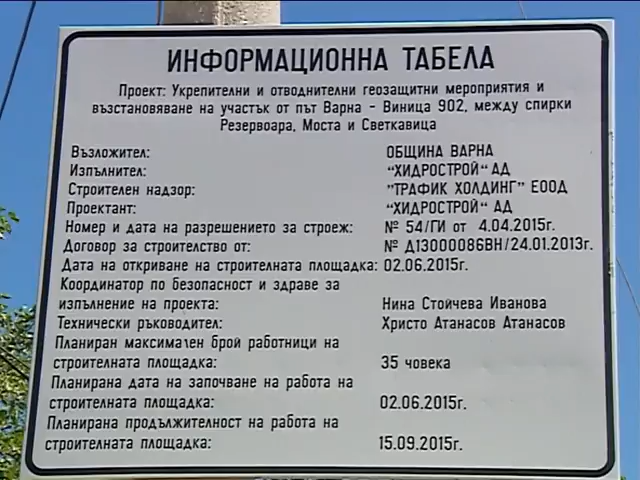 ИНФОРМАЦИОННА ТАБЕЛА
Проект: Укрепителни и отводнителни геозащитни мероприятия и
възстановяване на участък от път Варна - Виница 902, между спирки
Резервоара, Моста и Светкавица
Възложител: ОБЩИНА ВАРНА
Изпълнител: "ХИДРОСТРОЙ" АД
Строителен надзор: "ТРАФИК ХОЛДИНГ" ЕООД
Проектант: "ХИДРОСТРОЙ" АД
Номер и дата на разрешението за строеж: № 54/ГИ от 4.04.2015г.
Договор за строителство от: № Д13000086ВН/24.01.2013г.
Дата на откриване на строителната площадка: 02.06.2015г.
Координатор по безопасност и здраве за
изпълнение на проекта: Нина Стойчева Иванова
Технически ръководител: Христо Атанасов Атанасов
Планиран максимален брой работници на
строителната площадка: 35 човека
Планирана дата на започване на работа на
строителната площадка: 02.06.2015г.
Планирана продължителност на работа на
строителната площадка: 15.09.2015г.